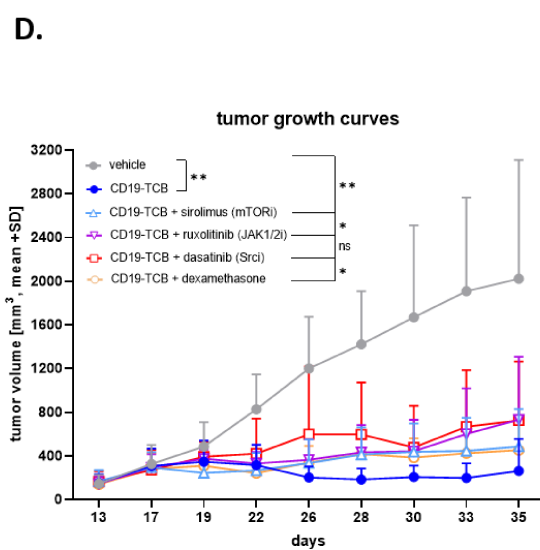 D.
tumor growth curves
tumor volume [mm³, mean +SD]
3200
2800
2400
2000
1600
1200
800
400
0
vehicle
CD19-TCB
CD19-TCB + sirolimus (mTORi)
CD19-TCB + ruxolitinib (JAK1/2i)
CD19-TCB + dasatinib (Srci)
CD19-TCB + dexamethasone
**
**
*
ns
*
13 17 19 22 26 28 30 33 35
days